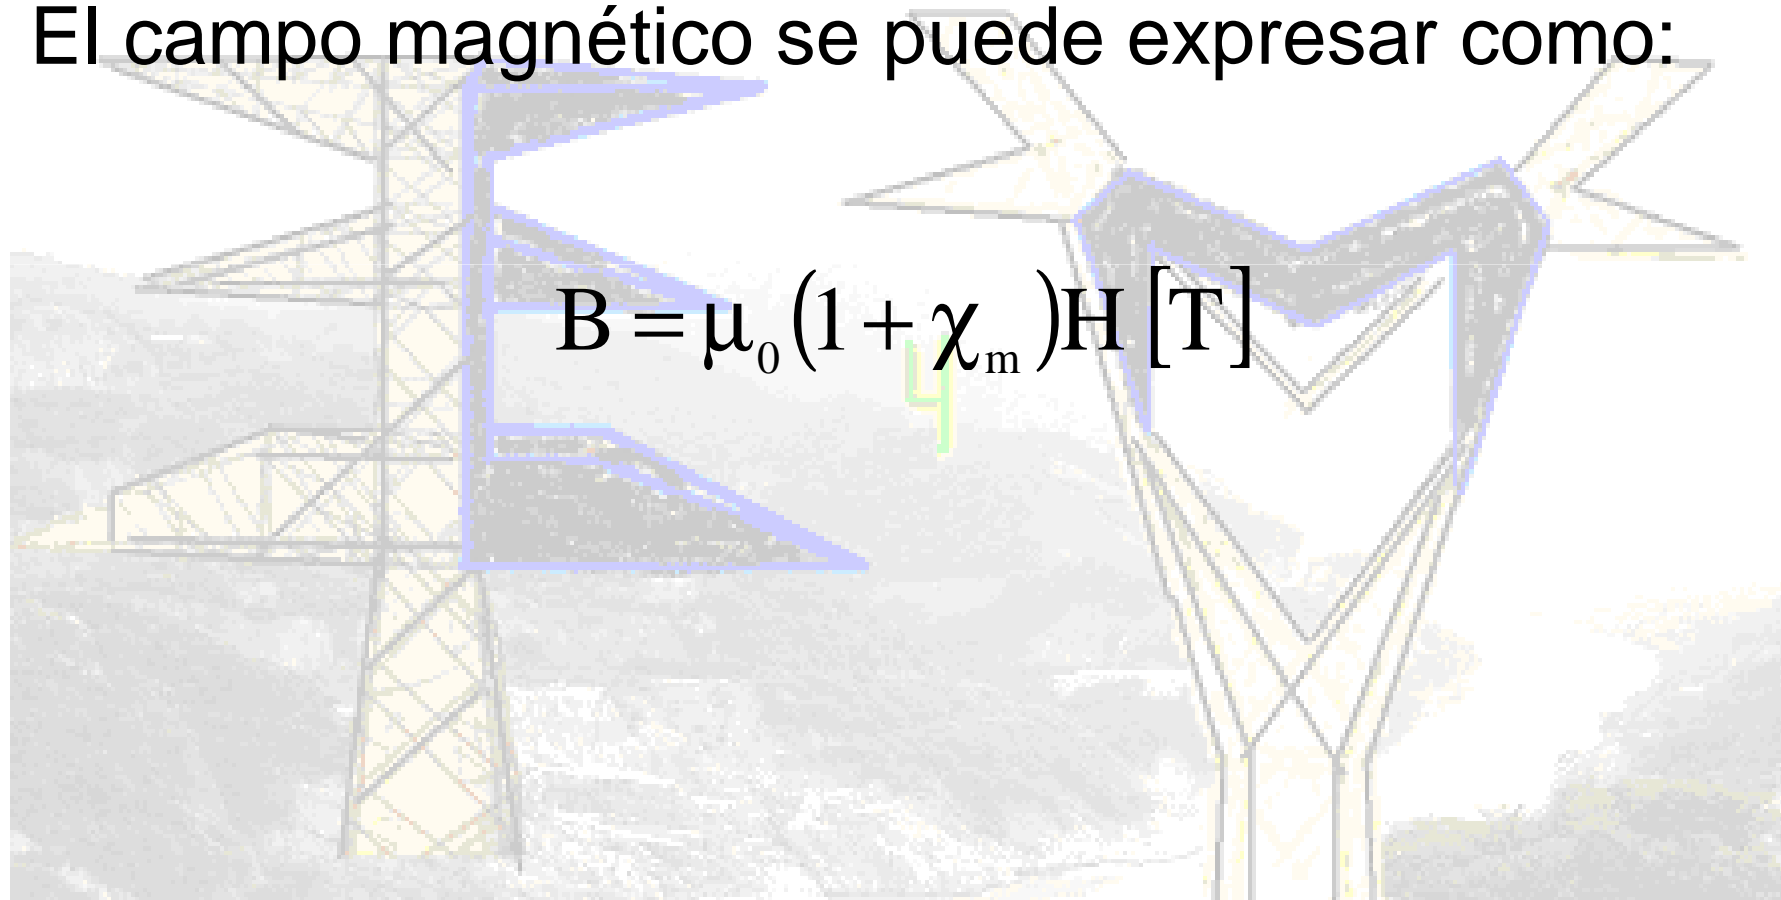 El campo magnético se puede expresar como:
B = μ₀ (1 + χₘ) H [T]